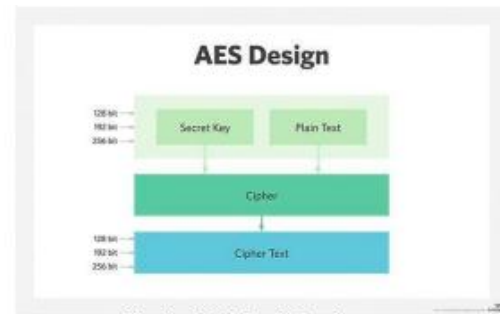 AES Design
128 bit
192 bit
256 bit
Secret Key
Plain Text
Cipher
128 bit
192 bit
256 bit
Cipher Text